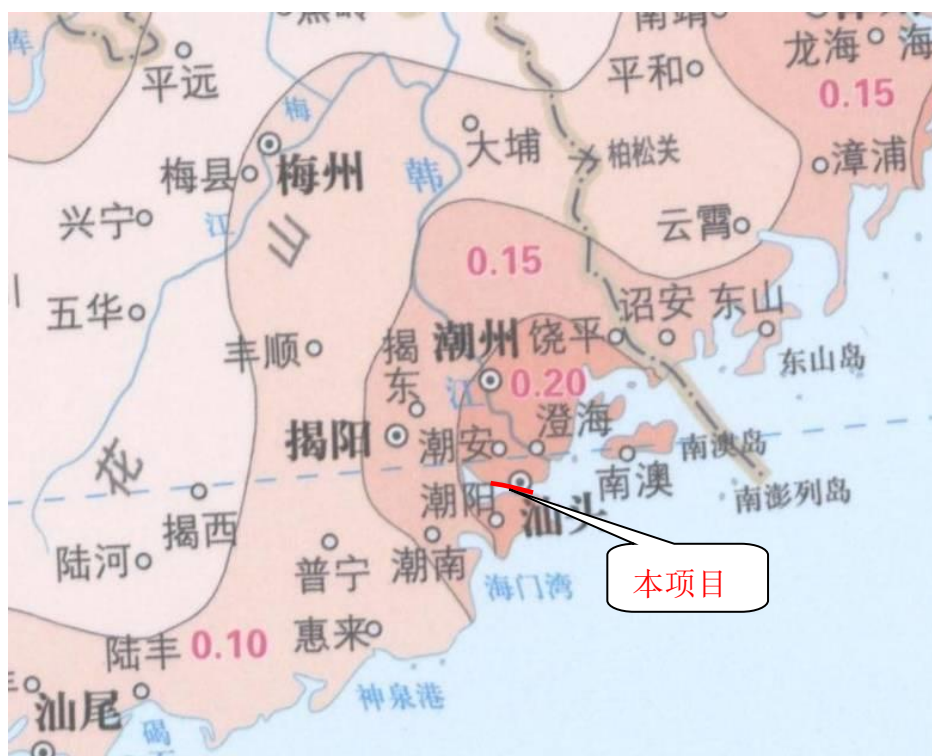 蕉岭
南靖
库
龙海
海
平远
平和
0.15
梅
大埔
柏松关
漳浦
梅县
梅州
韩
兴宁
江
山
云霄
0.15
五华
诏安
东山
丰顺
揭东
潮州
饶平
东山岛
江
0.20
揭阳
潮安
澄海
南澳岛
花
潮阳
南澳
南澎列岛
揭西
汕头
陆河
普宁
潮南
海门湾
本项目
陆丰
0.10
惠来
汕尾
神泉港
碣